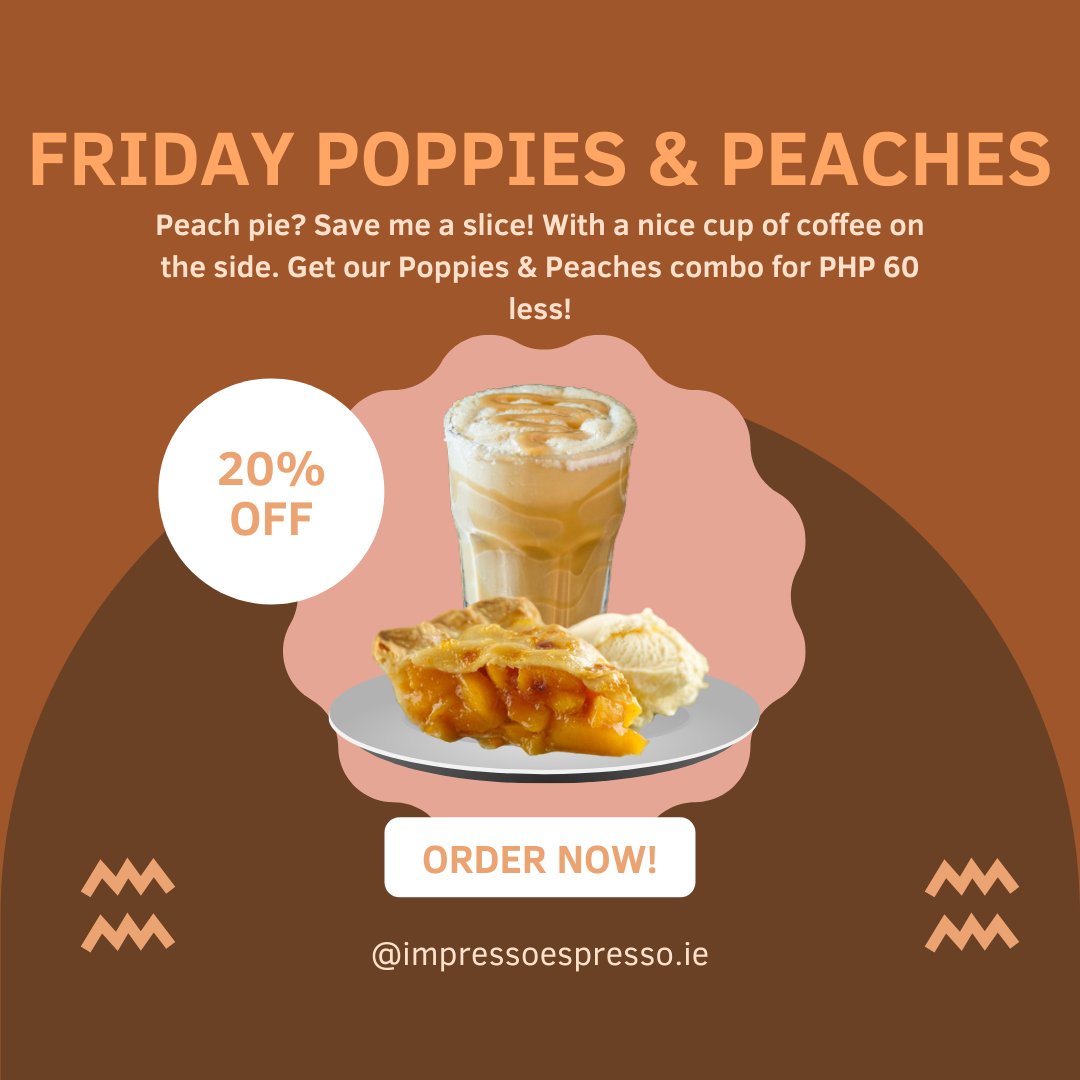 FRIDAY POPPIES & PEACHES
Peach pie? Save me a slice! With a nice cup of coffee on
the side. Get our Poppies & Peaches combo for PHP 60
less!
20%
OFF
ORDER NOW!
@impressoespresso.ie